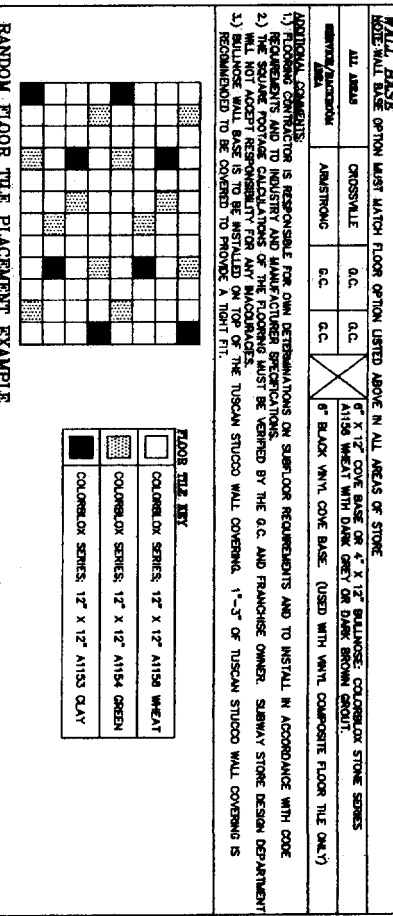 WALL BASE
NOTE: WALL BASE OPTION MUST MATCH FLOOR OPTION LISTED ABOVE IN ALL AREAS OF STORE
ALL AREAS CROSSVILLE G.C. G.C. 6" X 12" COVE BASE OR 4" X 12" BULLNOSE: COLORBLOX STONE SERIES
A1156 WHEAT WITH DARK GREY OR DARK BROWN GROUT.
SERVICE/BACKROOM
AREA
ARMSTRONG G.C. G.C. 6" BLACK VINYL COVE BASE. (USED WITH VINYL COMPOSITE FLOOR TILE ONLY)
ADDITIONAL COMMENTS:
1.) FLOORING CONTRACTOR IS RESPONSIBLE FOR OWN DETERMINATIONS ON SUBFLOOR REQUIREMENTS AND TO INSTALL IN ACCORDANCE WITH CODE
REQUIREMENTS AND TO INDUSTRY AND MANUFACTURER SPECIFICATIONS.
2.) THE SQUARE FOOTAGE CALCULATIONS OF THE FLOORING MUST BE VERIFIED BY THE G.C. AND FRANCHISE OWNER. SUBWAY STORE DESIGN DEPARTMENT
WILL NOT ACCEPT RESPONSIBILITY FOR ANY INACCURACIES.
3.) BULLNOSE WALL BASE IS TO BE INSTALLED ON TOP OF THE TUSCAN STUCCO WALL COVERING. 1"-3" OF TUSCAN STUCCO WALL COVERING IS
RECOMMENDED TO BE COVERED TO PROVIDE A TIGHT FIT.
FLOOR TILE KEY
COLORBLOX SERIES; 12" X 12" A1156 WHEAT
COLORBLOX SERIES; 12" X 12" A1154 GREEN
COLORBLOX SERIES; 12" X 12" A1153 CLAY
RANDOM FLOOR TILE PLACEMENT EXAMPLE